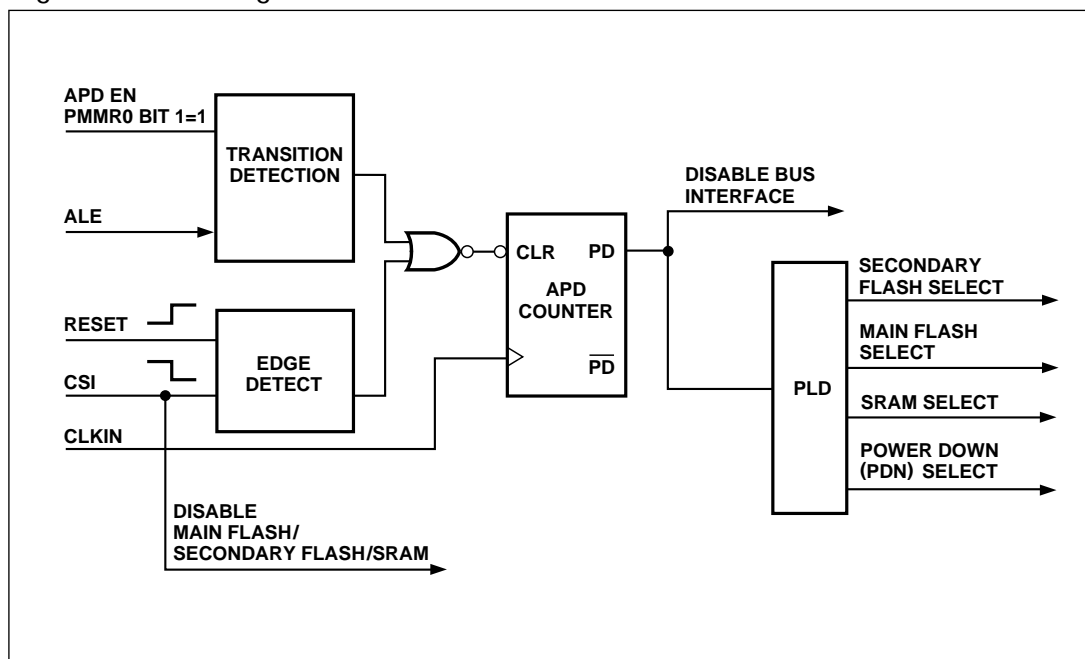 APD EN
PMMR0 BIT 1=1
TRANSITION
DETECTION
ALE
RESET
EDGE
DETECT
CSI
CLKIN
DISABLE
MAIN FLASH/
SECONDARY FLASH/SRAM
CLR
PD
APD
COUNTER
PD
DISABLE BUS
INTERFACE
PLD
SECONDARY
FLASH SELECT
MAIN FLASH
SELECT
SRAM SELECT
POWER DOWN
(PDN) SELECT